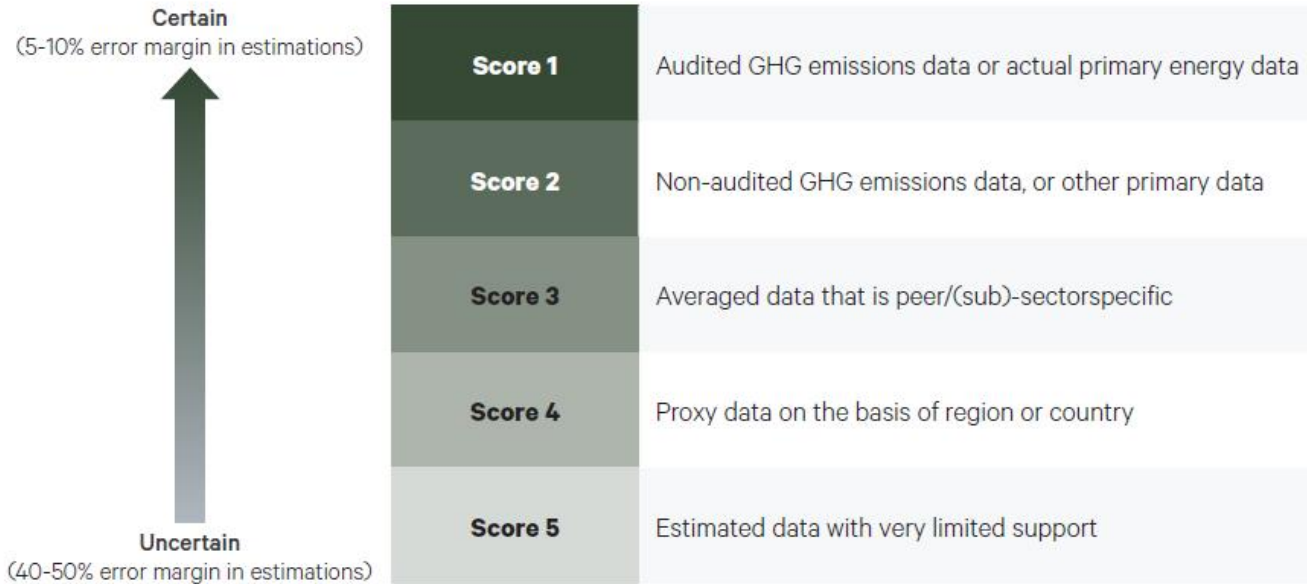 Certain
(5-10% error margin in estimations)
Score 1
Audited GHG emissions data or actual primary energy data
Score 2
Non-audited GHG emissions data, or other primary data
Score 3
Averaged data that is peer/(sub)-sectorspecific
Score 4
Proxy data on the basis of region or country
Score 5
Estimated data with very limited support
Uncertain
(40-50% error margin in estimations)